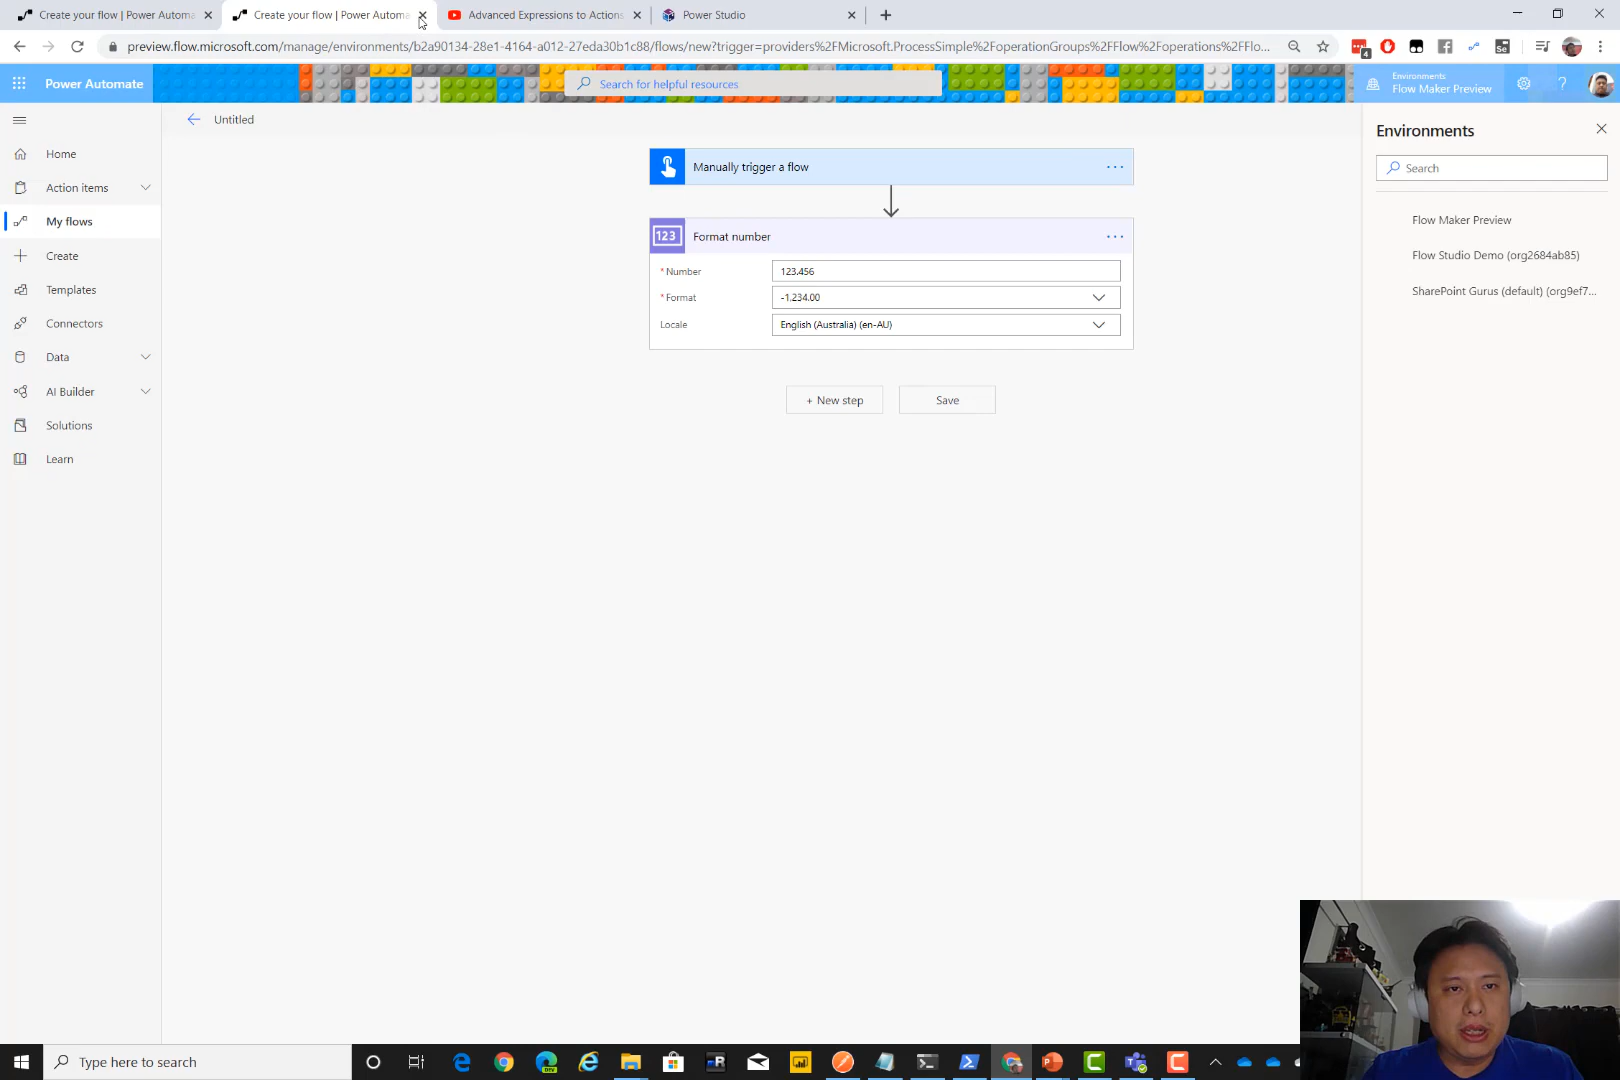 Create your flow | Power Automa
Create your flow | Power Automa
Advanced Expressions to Actions
Power Studio
preview.flow.microsoft.com/manage/environments/b2a90134-28e1-4164-a012-27eda30b1c88/flows/new?trigger=providers%2FMicrosoft.ProcessSimple%2FoperationGroups%2FFlow%2Foperations%2FFlo...
4
Power Automate
Search for helpful resources
Environments
Flow Maker Preview
?
Untitled
Environments
Search
Flow Maker Preview
Flow Studio Demo (org2684ab85)
SharePoint Gurus (default) (org9ef7...
Home
Action items
My flows
Create
Templates
Connectors
Data
AI Builder
Solutions
Learn
Manually trigger a flow
123
Format number
* Number
123.456
* Format
-1,234.00
Locale
English (Australia) (en-AU)
+ New step
Save
Type here to search